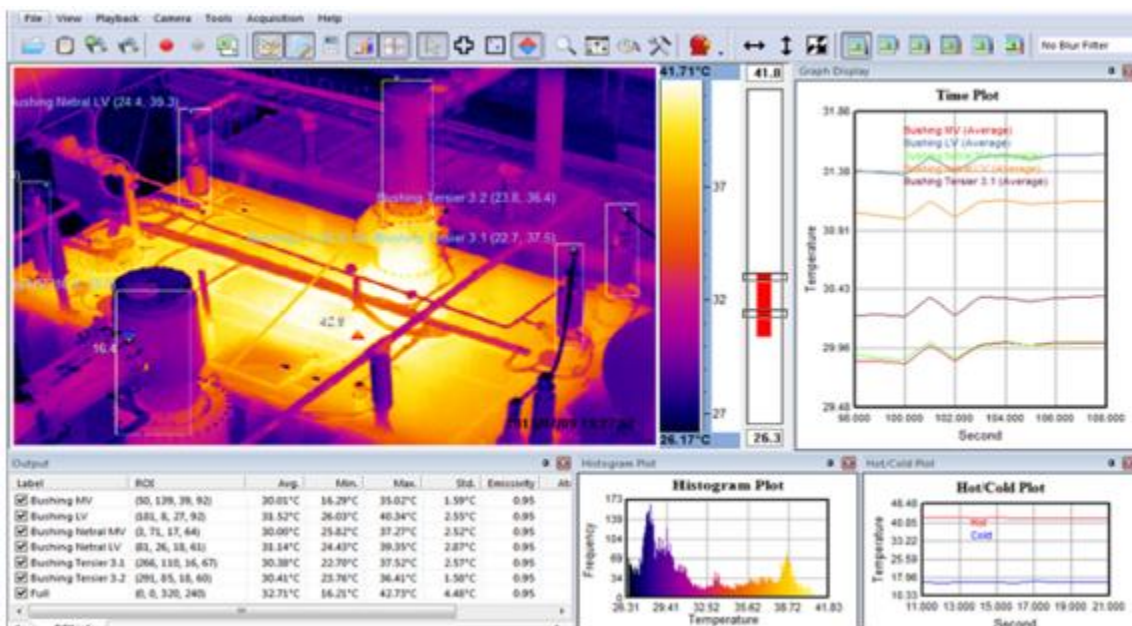 File View Playback Camera Tools Acquisition Help
No Blur Filter
41.71°C
41.8
37
32
27
26.17°C
26.3
Bushing Netral LV (24.4, 39.3)
Bushing Tersier 3.2 (23.8, 36.4)
Tersier 3.1 (22.7, 37.5)
42.8
16.4
Graph Display
Time Plot
Bushing MV (Average)
Bushing LV (Average)
Bushing Tersier 3.1 (Average)
Temperature
31.38
30.91
30.43
29.96
29.48
98.000 100.000 102.000 104.000 106.000 108.000
Second
Output
Label ROI Avg. Min. Max. Std. Emissivity
Bushing MV (50, 139, 39, 92) 30.01°C 16.29°C 35.02°C 1.59°C 0.95
Bushing LV (181, 8, 27, 92) 31.52°C 26.03°C 40.34°C 2.55°C 0.95
Bushing Netral MV (3, 71, 17, 64) 30.00°C 25.82°C 37.27°C 2.52°C 0.95
Bushing Netral LV (81, 26, 18, 61) 31.14°C 24.43°C 39.35°C 2.87°C 0.95
Bushing Tersier 3.1 (266, 110, 16, 67) 30.38°C 22.70°C 37.52°C 2.57°C 0.95
Bushing Tersier 3.2 (291, 85, 18, 60) 30.41°C 23.76°C 36.41°C 1.58°C 0.95
Full (0, 0, 320, 240) 32.71°C 16.21°C 42.73°C 4.48°C 0.95
Histogram Plot
Histogram Plot
Frequency
173
139
104
69
34
0
26.31 29.41 32.52 35.62 38.72 41.83
Temperature
Hot/Cold Plot
Hot/Cold Plot
Hot
Cold
Temperature
48.48
40.85
33.22
25.59
17.96
10.33
11.000 13.000 15.000 17.000 19.000 21.000
Second